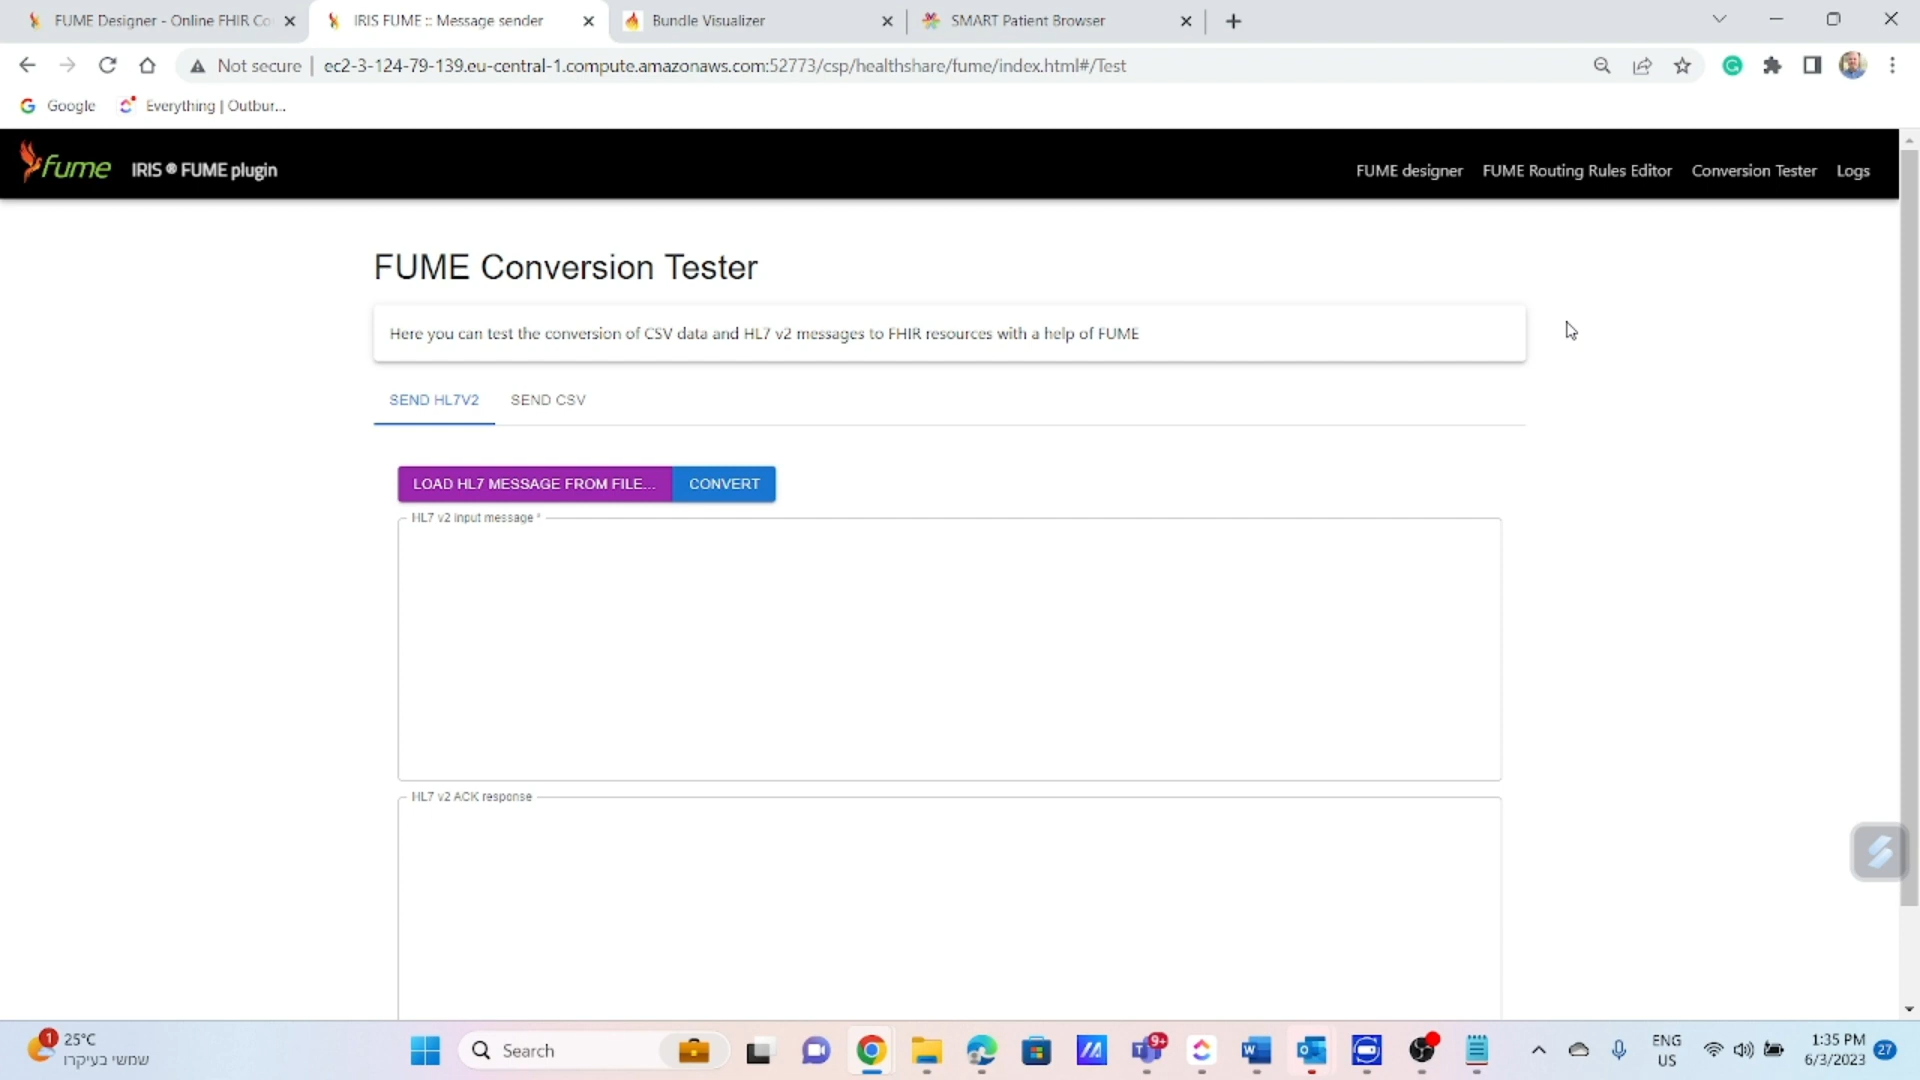 FUME Designer - Online FHIR Co
IRIS FUME :: Message sender
Bundle Visualizer
SMART Patient Browser
Not secure
ec2-3-124-79-139.eu-central-1.compute.amazonaws.com:52773/csp/healthshare/fume/index.html#/Test
Google
Everything | Outbur...
fume
IRIS ® FUME plugin
FUME designer
FUME Routing Rules Editor
Conversion Tester
Logs
FUME Conversion Tester
Here you can test the conversion of CSV data and HL7 v2 messages to FHIR resources with a help of FUME
SEND HL7V2
SEND CSV
LOAD HL7 MESSAGE FROM FILE...
CONVERT
HL7 v2 input message *
HL7 v2 ACK response
1
25°C
שמשי בעיקרו
Search
9+
ENG
US
1:35 PM
6/3/2023
27